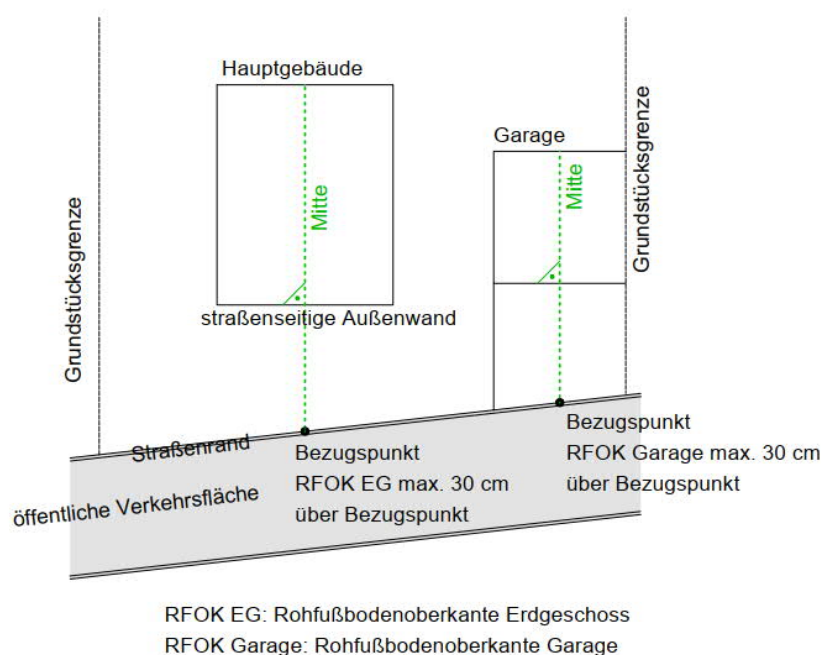 Hauptgebäude
Garage
Grundstücksgrenze
Mitte
Mitte
Grundstücksgrenze
straßenseitige Außenwand
Straßenrand
öffentliche Verkehrsfläche
Bezugspunkt
RFOK EG max. 30 cm
über Bezugspunkt
Bezugspunkt
RFOK Garage max. 30 cm
über Bezugspunkt
RFOK EG: Rohfußbodenoberkante Erdgeschoss
RFOK Garage: Rohfußbodenoberkante Garage